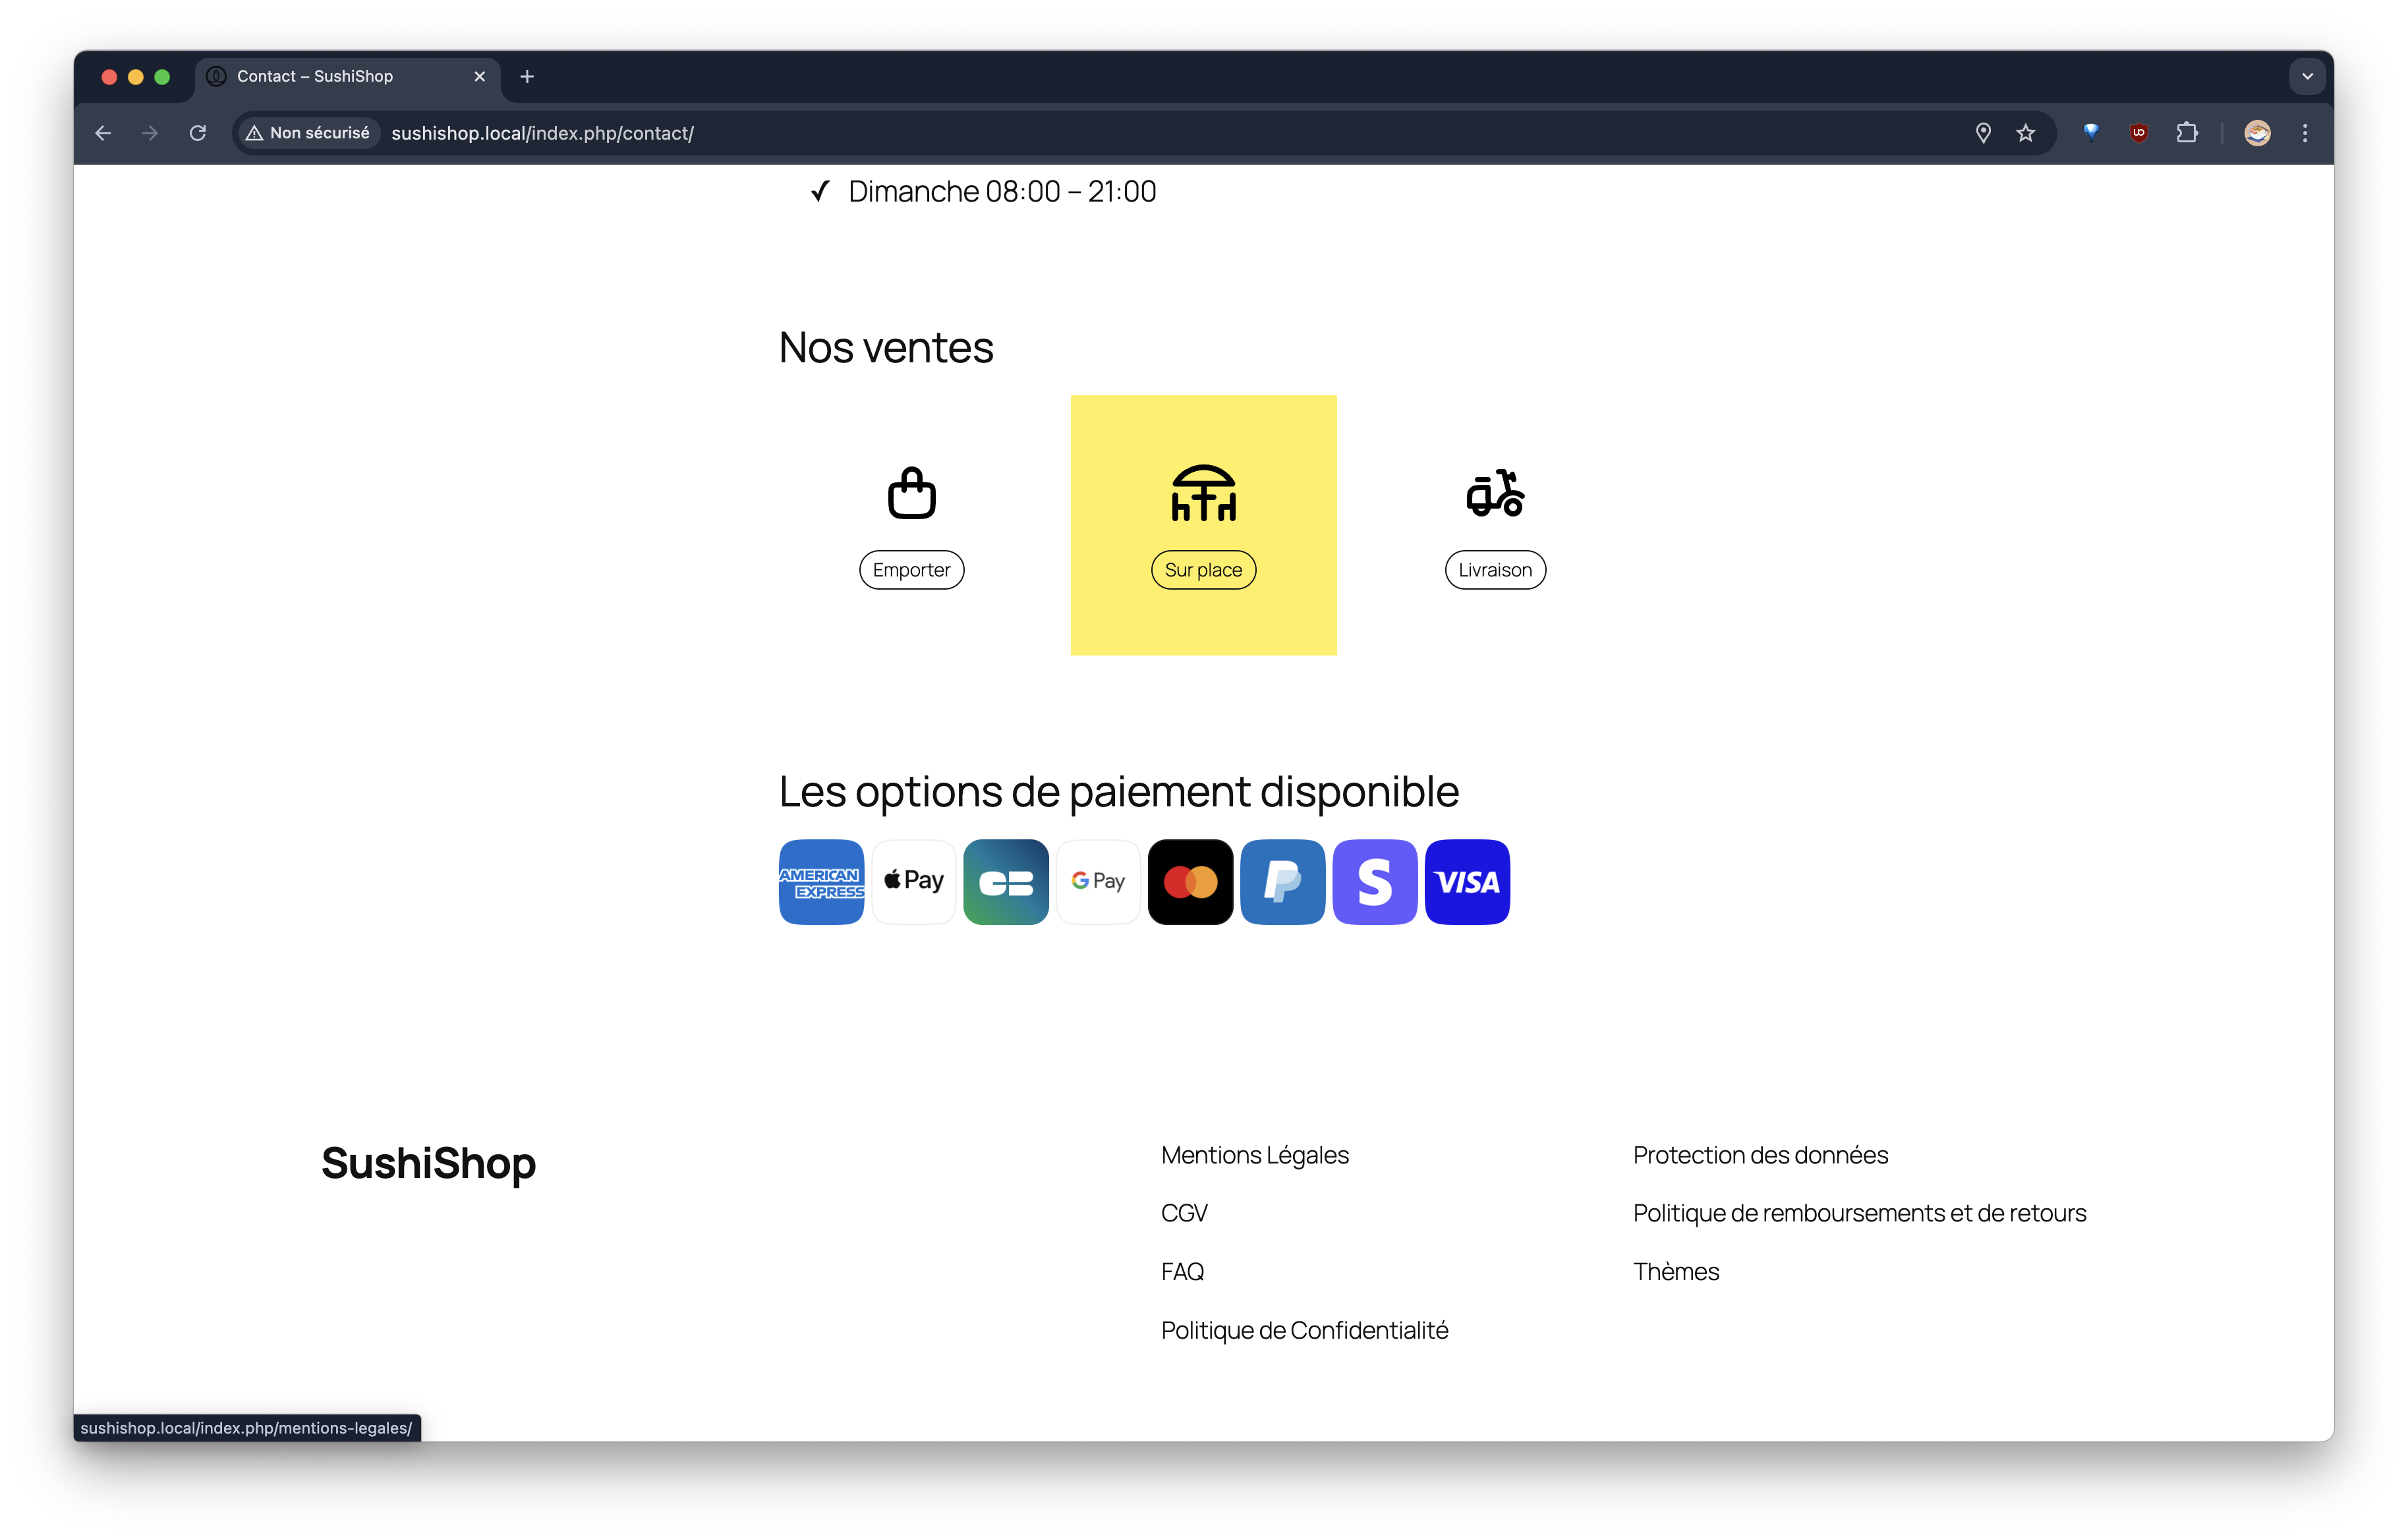 Contact – SushiShop
Non sécurisé sushishop.local/index.php/contact/
✓ Dimanche 08:00 – 21:00
Nos ventes
Emporter
Sur place
Livraison
Les options de paiement disponible
AMERICAN
EXPRESS
Pay
CB
G Pay
P
S
VISA
SushiShop
Mentions Légales
CGV
FAQ
Politique de Confidentialité
Protection des données
Politique de remboursements et de retours
Thèmes
sushishop.local/index.php/mentions-legales/